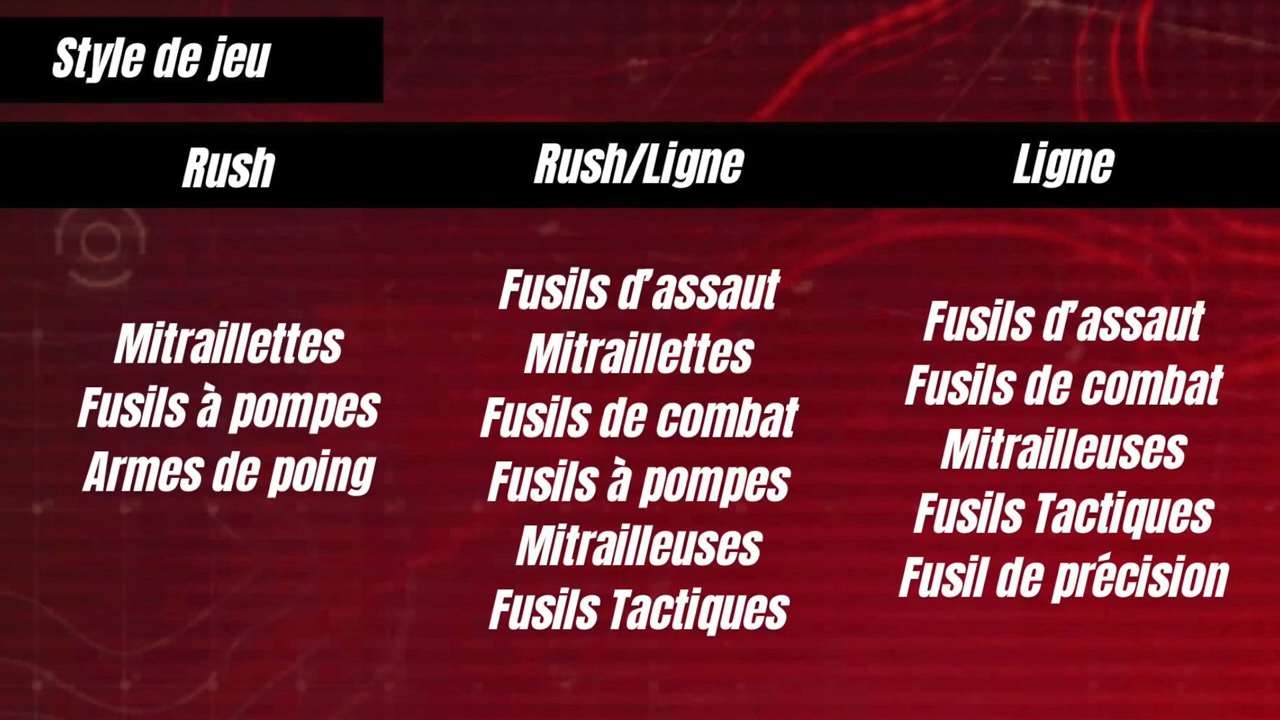 Style de jeu
Rush
Rush/Ligne
Ligne
Mitraillettes
Fusils à pompes
Armes de poing
Fusils d'assaut
Mitraillettes
Fusils de combat
Fusils à pompes
Mitrailleuses
Fusils Tactiques
Fusils d'assaut
Fusils de combat
Mitrailleuses
Fusils Tactiques
Fusil de précision